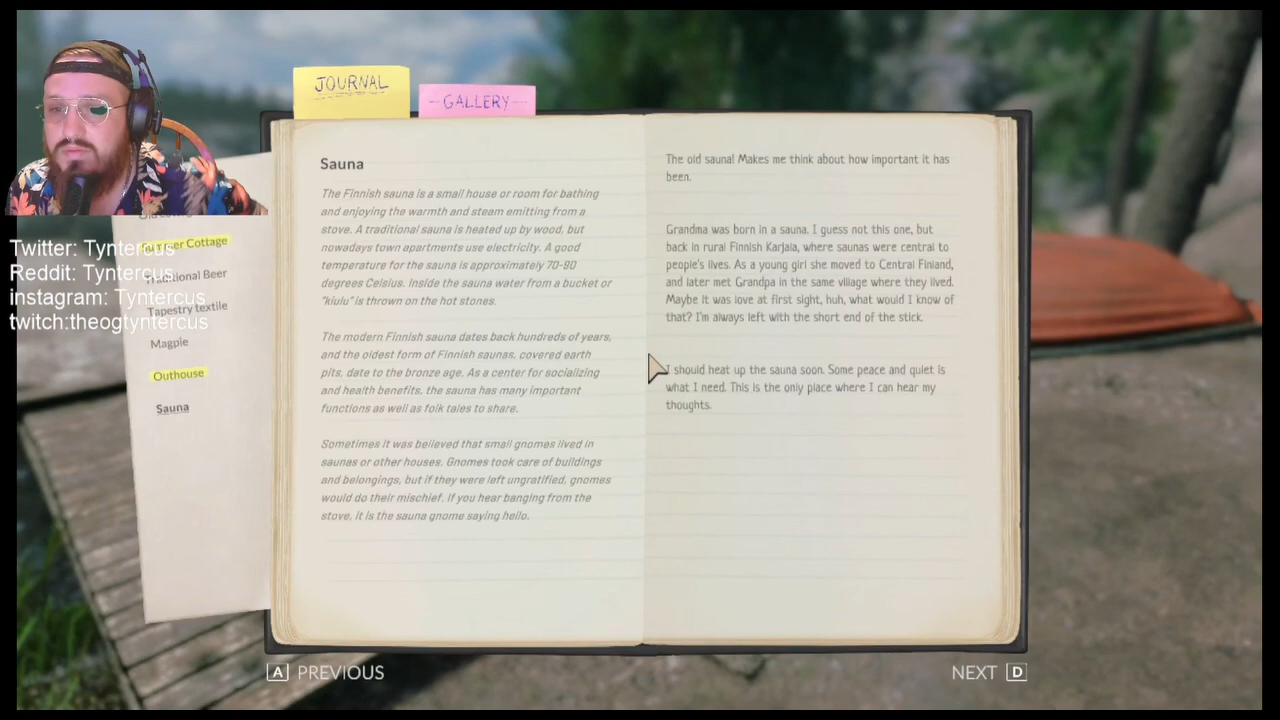 JOURNAL
-GALLERY-
Summer Cottage
Traditional Beer
Tapestry textile
Magpie
Outhouse
Sauna
Twitter: Tyntercus
Reddit: Tyntercus
instagram: Tyntercus
twitch:theogtyntercus
Sauna
The Finnish sauna is a small house or room for bathing
and enjoying the warmth and steam emitting from a
stove. A traditional sauna is heated up by wood, but
nowadays town apartments use electricity. A good
temperature for the sauna is approximately 70-90
degrees Celsius. Inside the sauna water from a bucket or
"kiulu" is thrown on the hot stones.
The modern Finnish sauna dates back hundreds of years,
and the oldest form of Finnish saunas, covered earth
pits, date to the bronze age. As a center for socializing
and health benefits, the sauna has many important
functions as well as folk tales to share.
Sometimes it was believed that small gnomes lived in
saunas or other houses. Gnomes took care of buildings
and belongings, but if they were left ungratified, gnomes
would do their mischief. If you hear banging from the
stove, it is the sauna gnome saying hello.
The old sauna! Makes me think about how important it has
been.
Grandma was born in a sauna. I guess not this one, but
back in rural Finnish Karjala, where saunas were central to
people's lives. As a young girl she moved to Central Finland,
and later met Grandpa in the same village where they lived.
Maybe it was love at first sight, huh, what would I know of
that? I'm always left with the short end of the stick.
I should heat up the sauna soon. Some peace and quiet is
what I need. This is the only place where I can hear my
thoughts.
A PREVIOUS
NEXT D